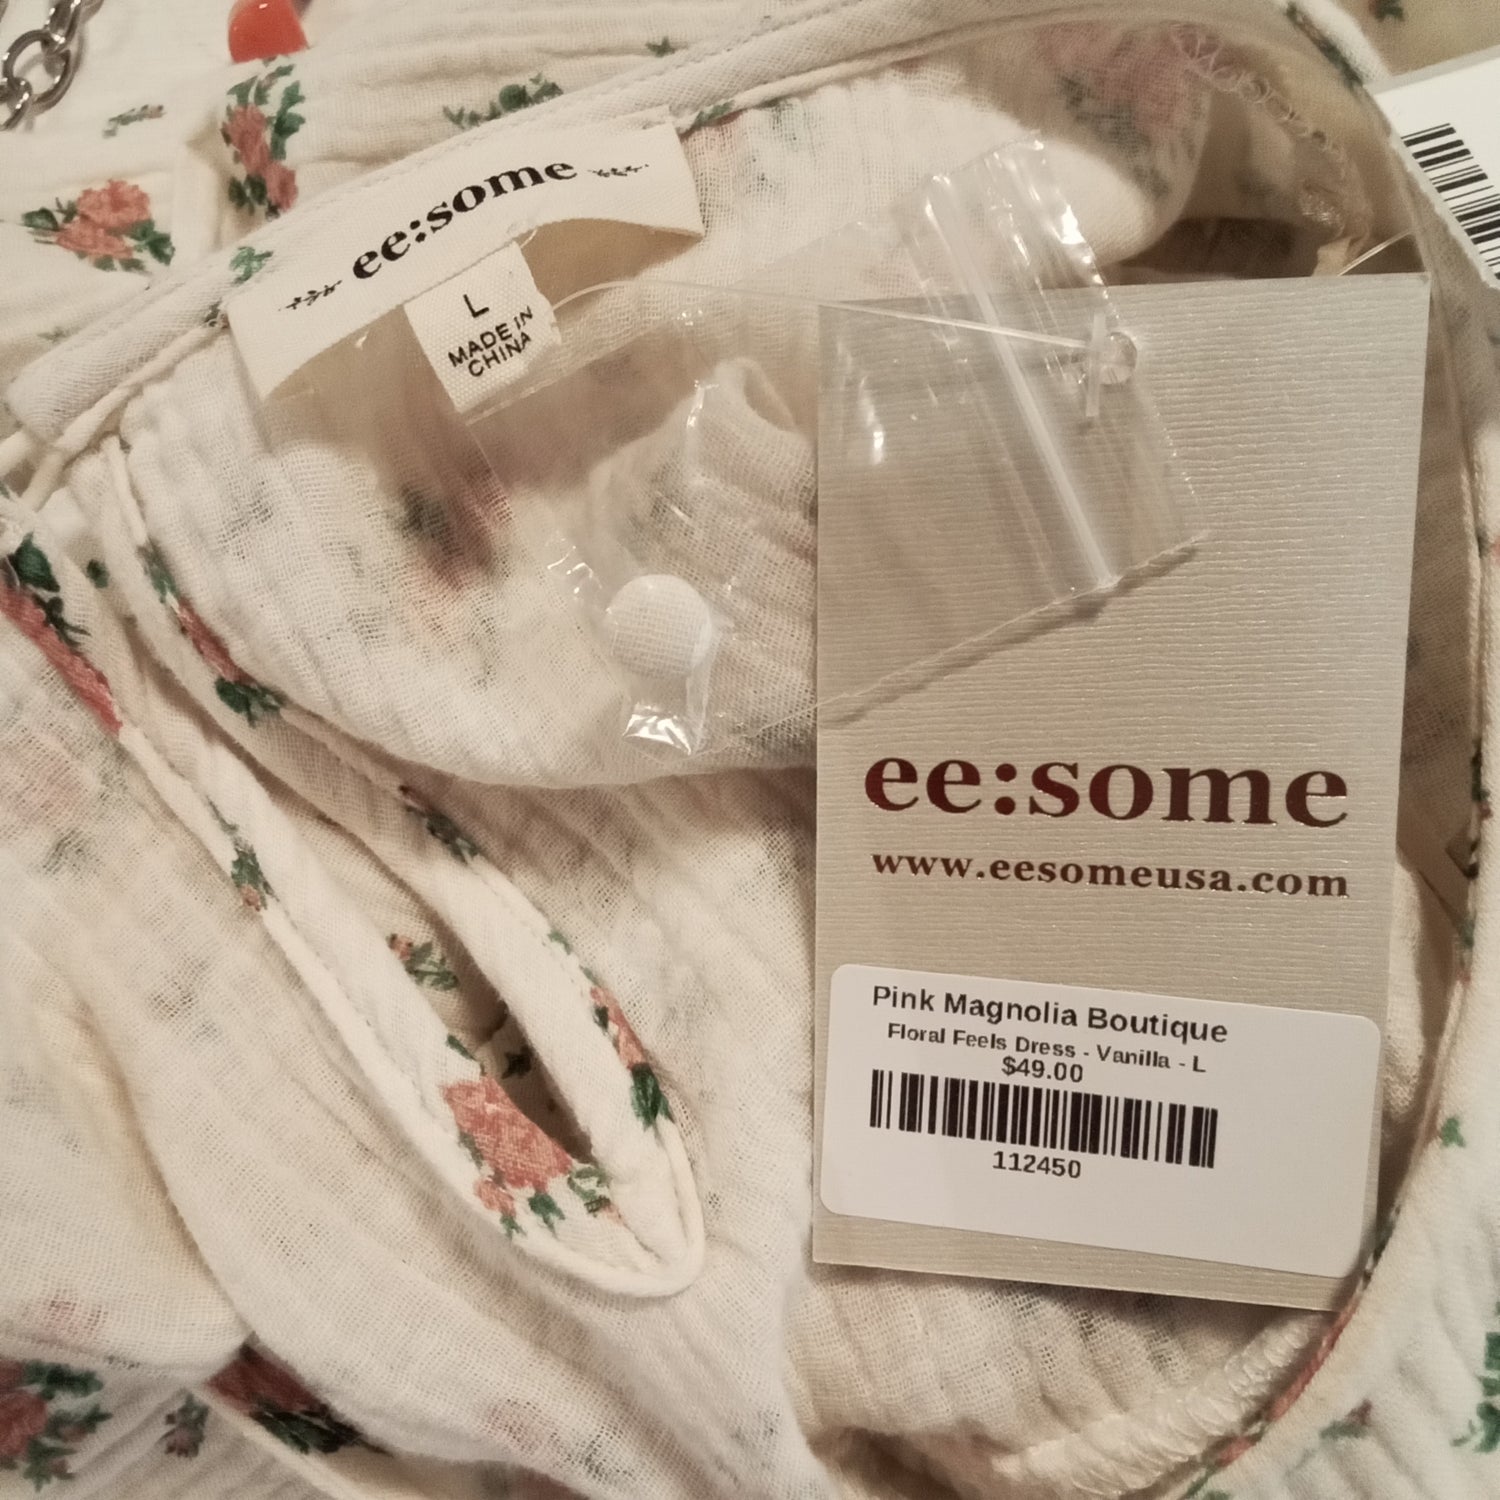 ee:some
L
MADE IN
CHINA
ee:some
www.eesomeusa.com
Pink Magnolia Boutique
Floral Feels Dress - Vanilla - L
$49.00
112450